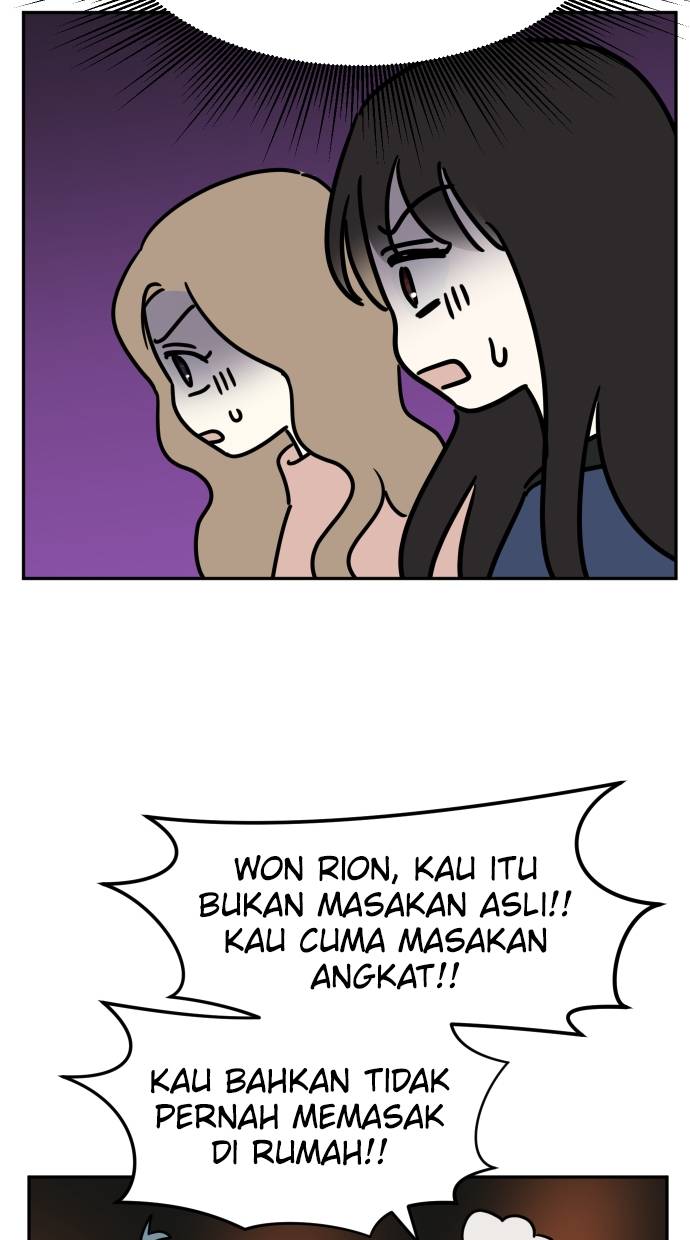 WON RION, KAU ITU
BUKAN MASAKAN ASLI!!
KAU CUMA MASAKAN
ANGKAT!!
KAU BAHKAN TIDAK
PERNAH MEMASAK
DI RUMAH!!